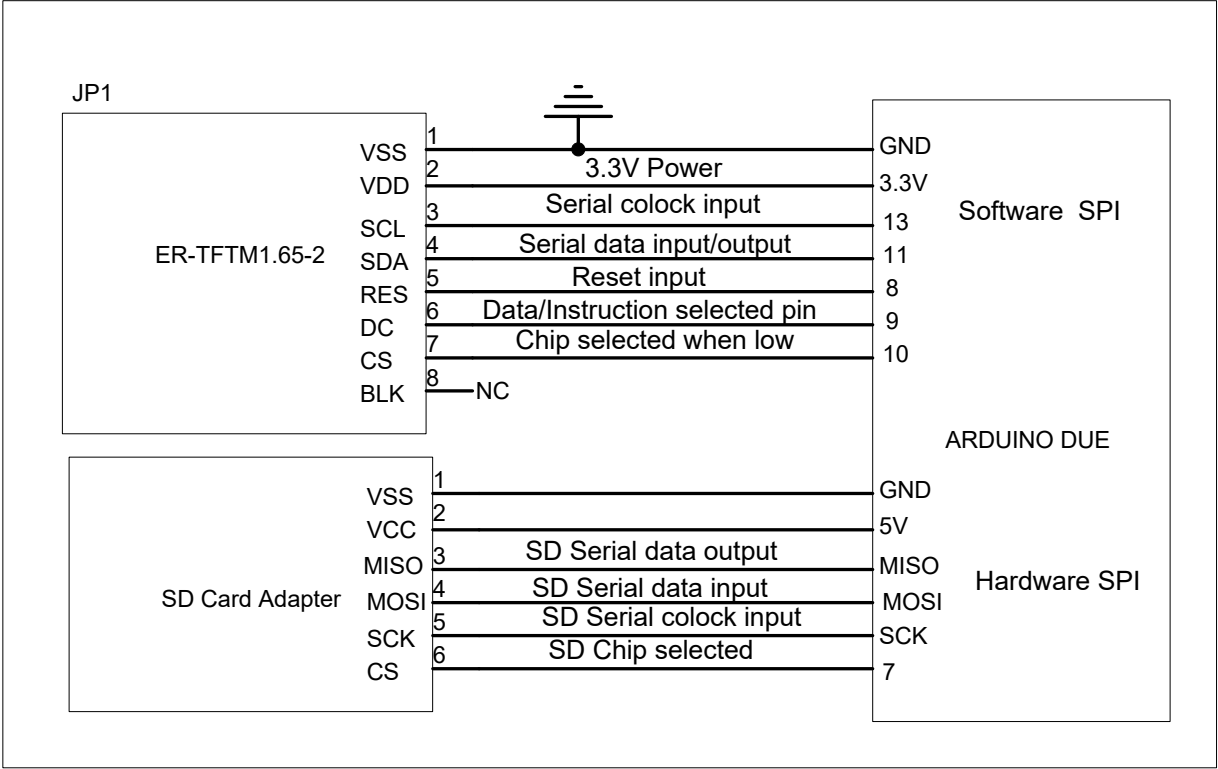 JP1
ER-TFTM1.65-2
VSS 1 GND
VDD 2 3.3V Power 3.3V
SCL 3 Serial colock input 13
SDA 4 Serial data input/output 11
RES 5 Reset input 8
DC 6 Data/Instruction selected pin 9
CS 7 Chip selected when low 10
BLK 8 NC
Software SPI
ARDUINO DUE
SD Card Adapter
VSS 1 GND
VCC 2 5V
MISO 3 SD Serial data output MISO
MOSI 4 SD Serial data input MOSI
SCK 5 SD Serial colock input SCK
CS 6 SD Chip selected 7
Hardware SPI